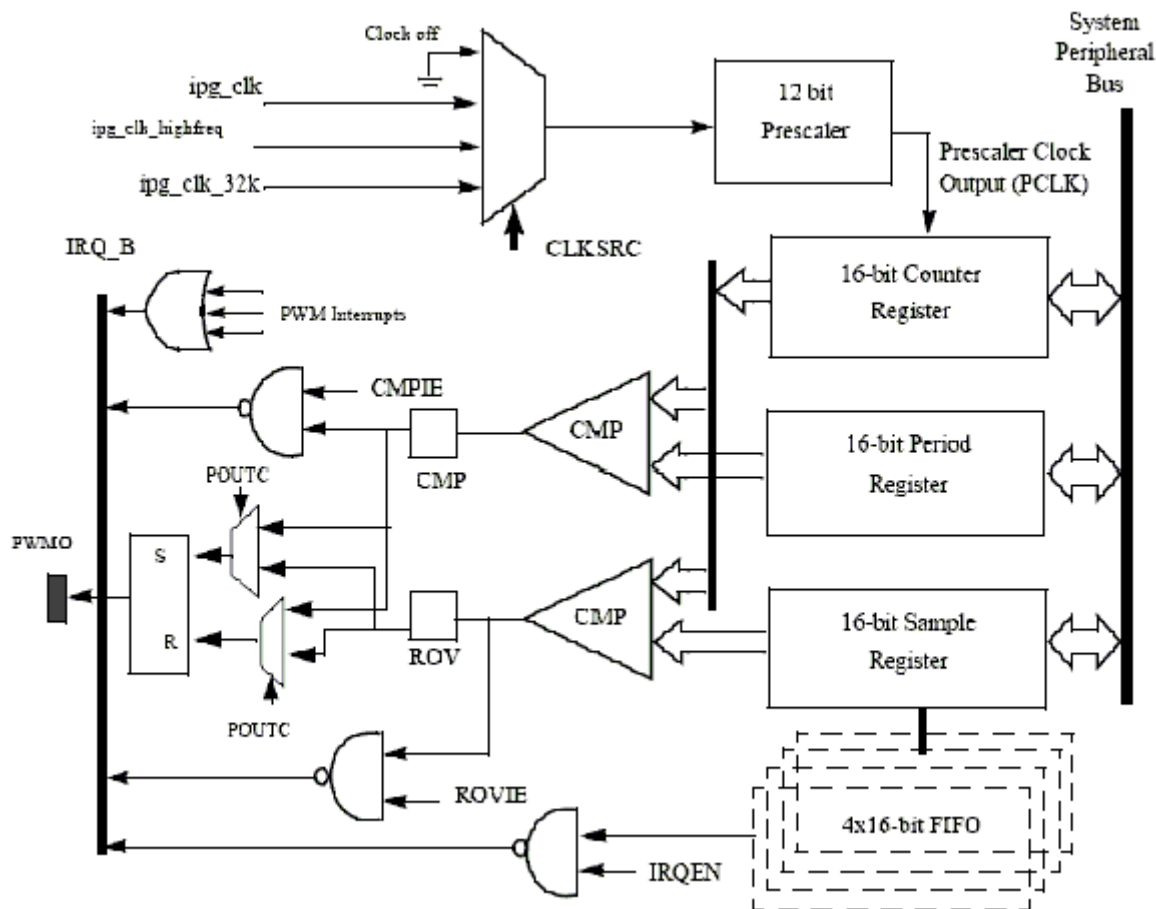 System
Peripheral
Bus
Clock off
ipg_clk
ipg_clk_highfreq
ipg_clk_32k
12 bit
Prescaler
Prescaler Clock
Output (PCLK)
CLKSRC
IRQ_B
16-bit Counter
Register
PWM Interrupts
CMPIE
CMP
CMP
16-bit Period
Register
POUTC
PWMO
S
R
CMP
ROV
16-bit Sample
Register
POUTC
ROVIE
4x16-bit FIFO
IRQEN